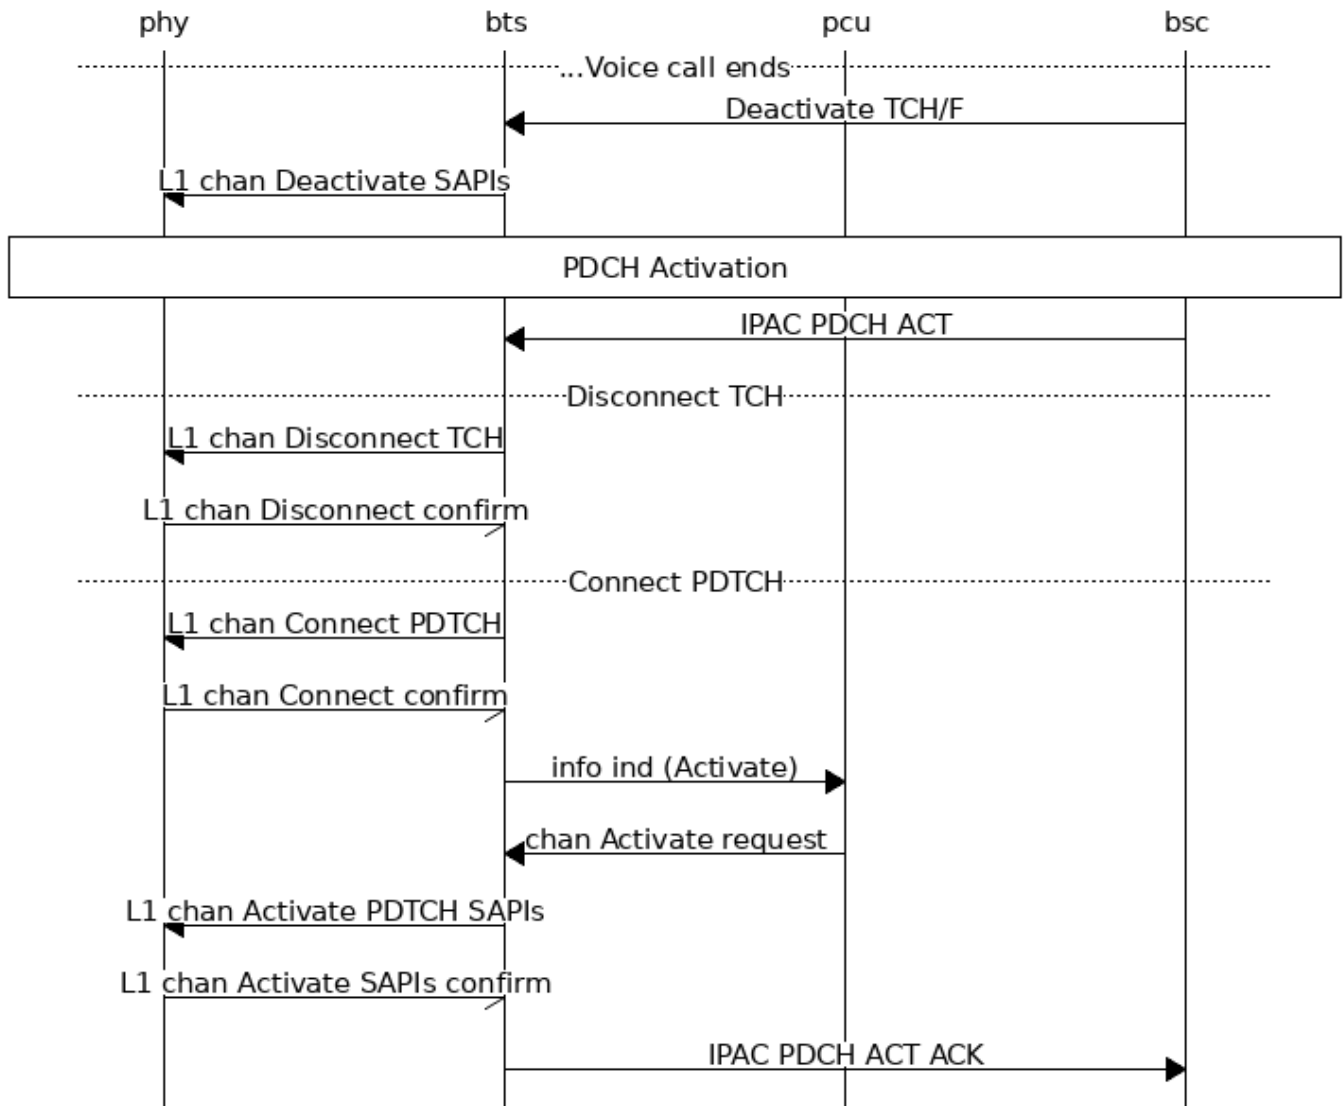 phy bts pcu bsc
...Voice call ends
Deactivate TCH/F
L1 chan Deactivate SAPIs
PDCH Activation
IPAC PDCH ACT
Disconnect TCH
L1 chan Disconnect TCH
L1 chan Disconnect confirm
Connect PDTCH
L1 chan Connect PDTCH
L1 chan Connect confirm
info ind (Activate)
chan Activate request
L1 chan Activate PDTCH SAPIs
L1 chan Activate SAPIs confirm
IPAC PDCH ACT ACK